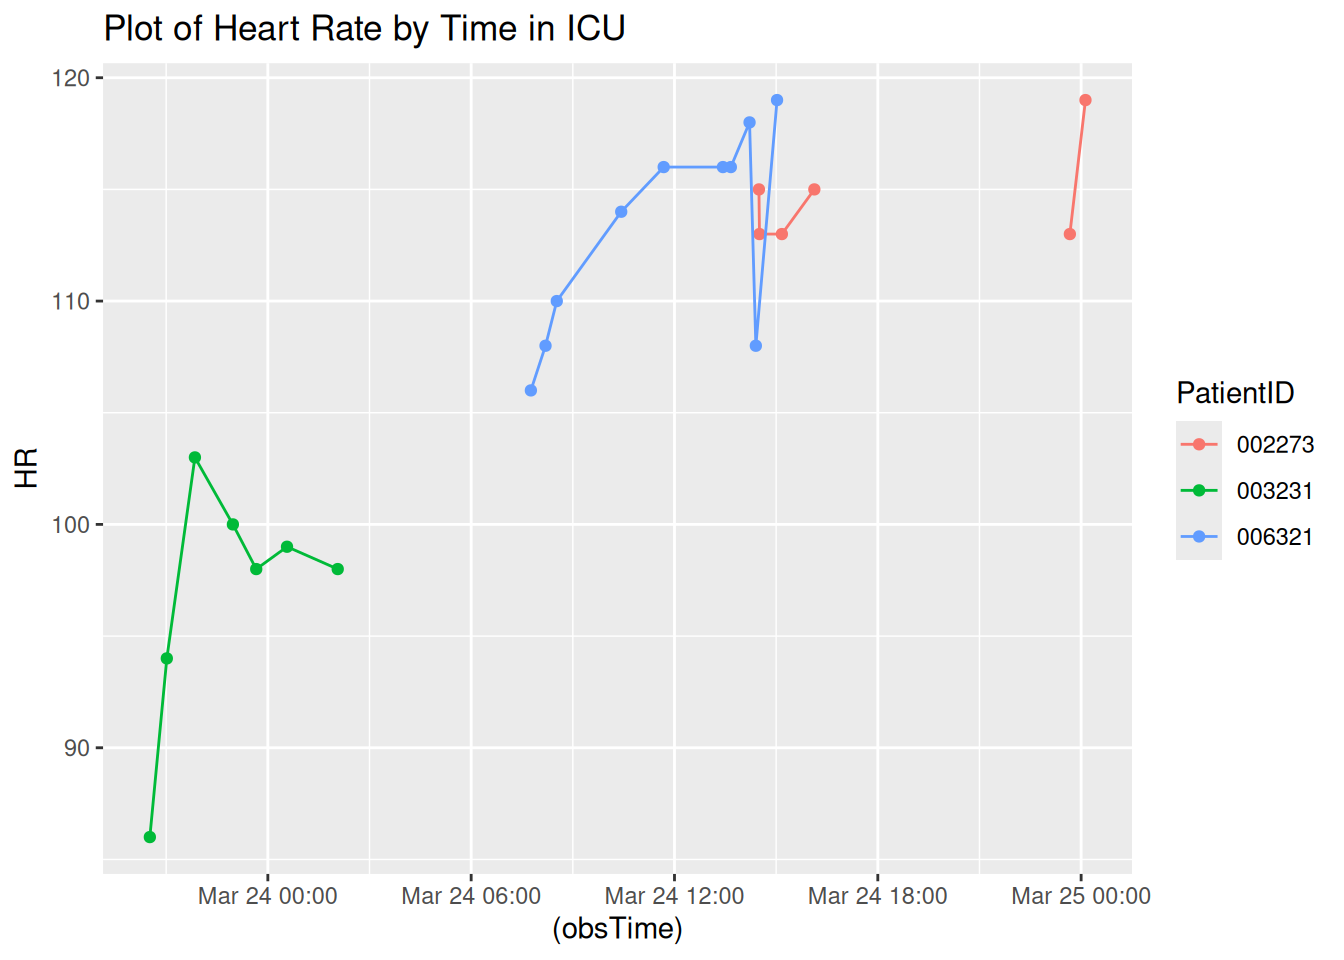 Plot of Heart Rate by Time in ICU
120
110
100
90
HR
Mar 24 00:00
Mar 24 06:00
Mar 24 12:00
Mar 24 18:00
Mar 25 00:00
(obsTime)
PatientID
002273
003231
006321